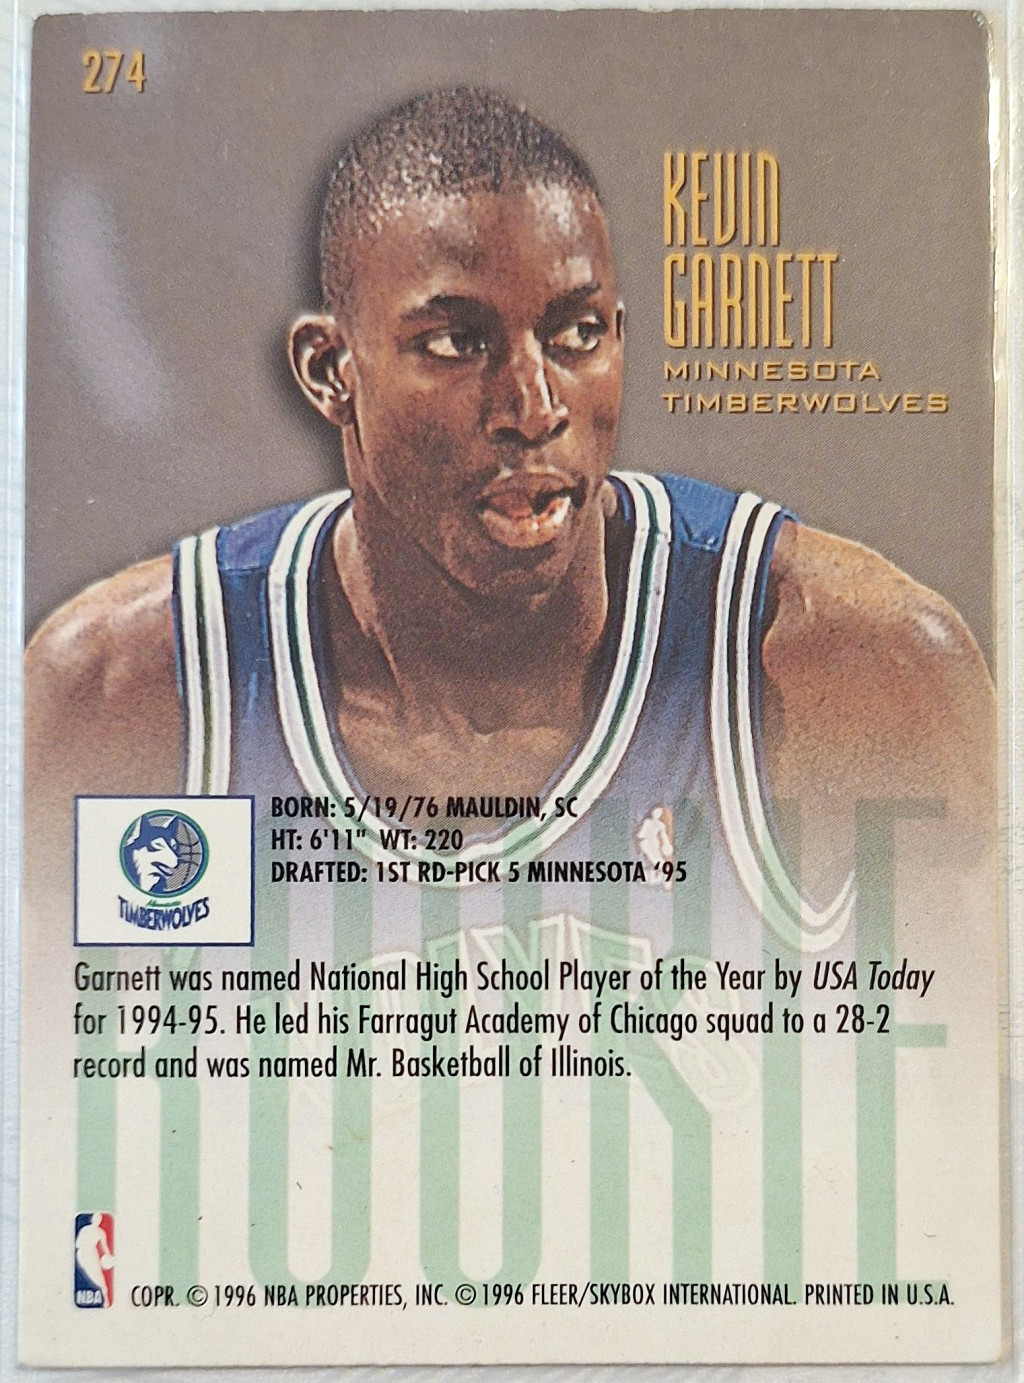 274
KEVIN
GARNETT
MINNESOTA
TIMBERWOLVES
BORN: 5/19/76 MAULDIN, SC
HT: 6'11" WT: 220
DRAFTED: 1ST RD-PICK 5 MINNESOTA '95
Minnesota
TIMBERWOLVES
WOLVES
Garnett was named National High School Player of the Year by USA Today
for 1994-95. He led his Farragut Academy of Chicago squad to a 28-2
record and was named Mr. Basketball of Illinois.
ROOKIE
NBA
COPR. © 1996 NBA PROPERTIES, INC. © 1996 FLEER/SKYBOX INTERNATIONAL. PRINTED IN U.S.A.